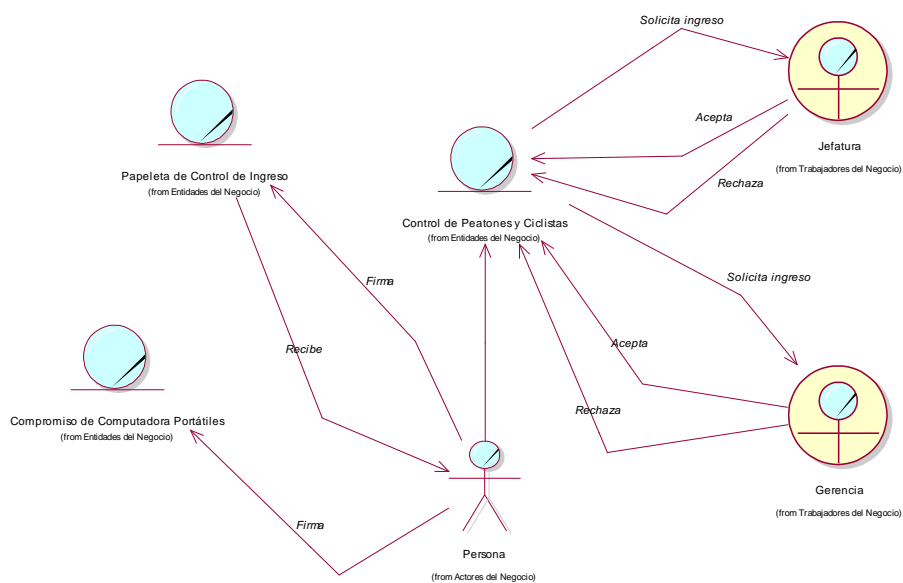 Solicita ingreso
Acepta
Jefatura
(from Trabajadores del Negocio)
Rechaza
Papeleta de Control de Ingreso
(from Entidades del Negocio)
Control de Peatones y Ciclistas
(from Entidades del Negocio)
Firma
Solicita ingreso
Recibe
Acepta
Rechaza
Compromiso de Computadora Portátiles
(from Entidades del Negocio)
Gerencia
(from Trabajadores del Negocio)
Firma
Persona
(from Actores del Negocio)